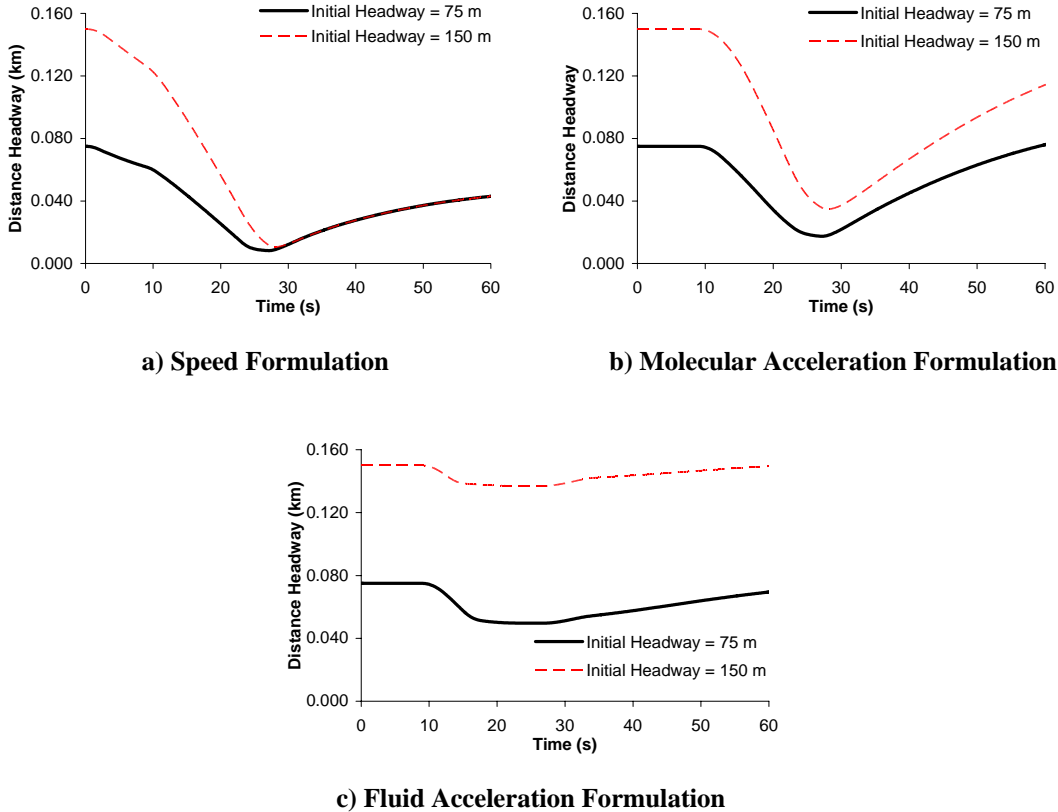 Initial Headway = 75 m
Initial Headway = 150 m
Distance Headway (km)
0.160
0.120
0.080
0.040
0.000
0 10 20 30 40 50 60
Time (s)
a) Speed Formulation
Initial Headway = 75 m
Initial Headway = 150 m
Distance Headway
0.160
0.120
0.080
0.040
0.000
0 10 20 30 40 50 60
Time (s)
b) Molecular Acceleration Formulation
Distance Headway (km)
0.160
0.120
0.080
0.040
0.000
Initial Headway = 75 m
Initial Headway = 150 m
0 10 20 30 40 50 60
Time (s)
c) Fluid Acceleration Formulation